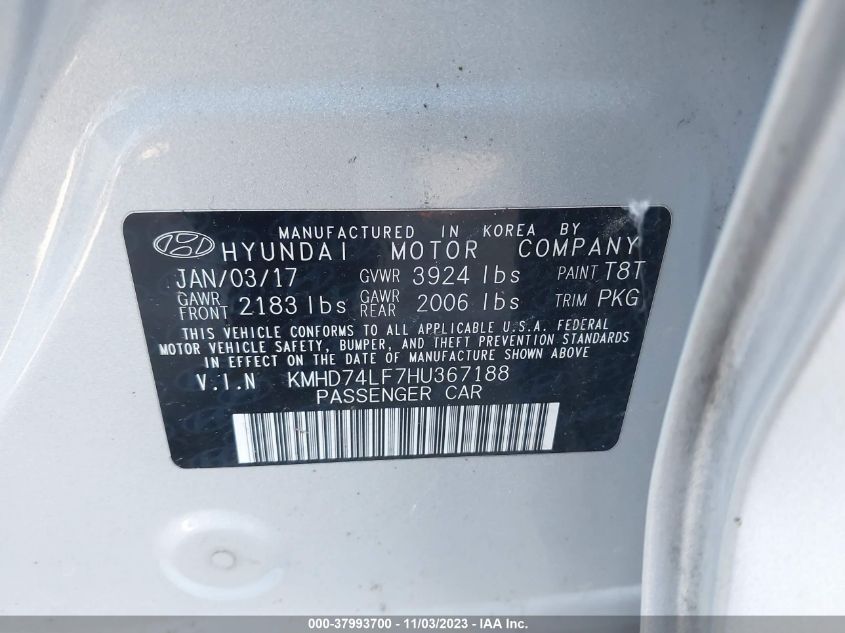 MANUFACTURED IN KOREA BY
HYUNDAI MOTOR COMPANY
JAN/03/17 GVWR 3924 lbs PAINT T8T
GAWR FRONT 2183 lbs GAWR REAR 2006 lbs TRIM PKG
THIS VEHICLE CONFORMS TO ALL APPLICABLE U.S.A. FEDERAL
MOTOR VEHICLE SAFETY, BUMPER, AND THEFT PREVENTION STANDARDS
IN EFFECT ON THE DATE OF MANUFACTURE SHOWN ABOVE
V.I.N KMHD74LF7HU367188
PASSENGER CAR
000-37993700 - 11/03/2023 - IAAI.com